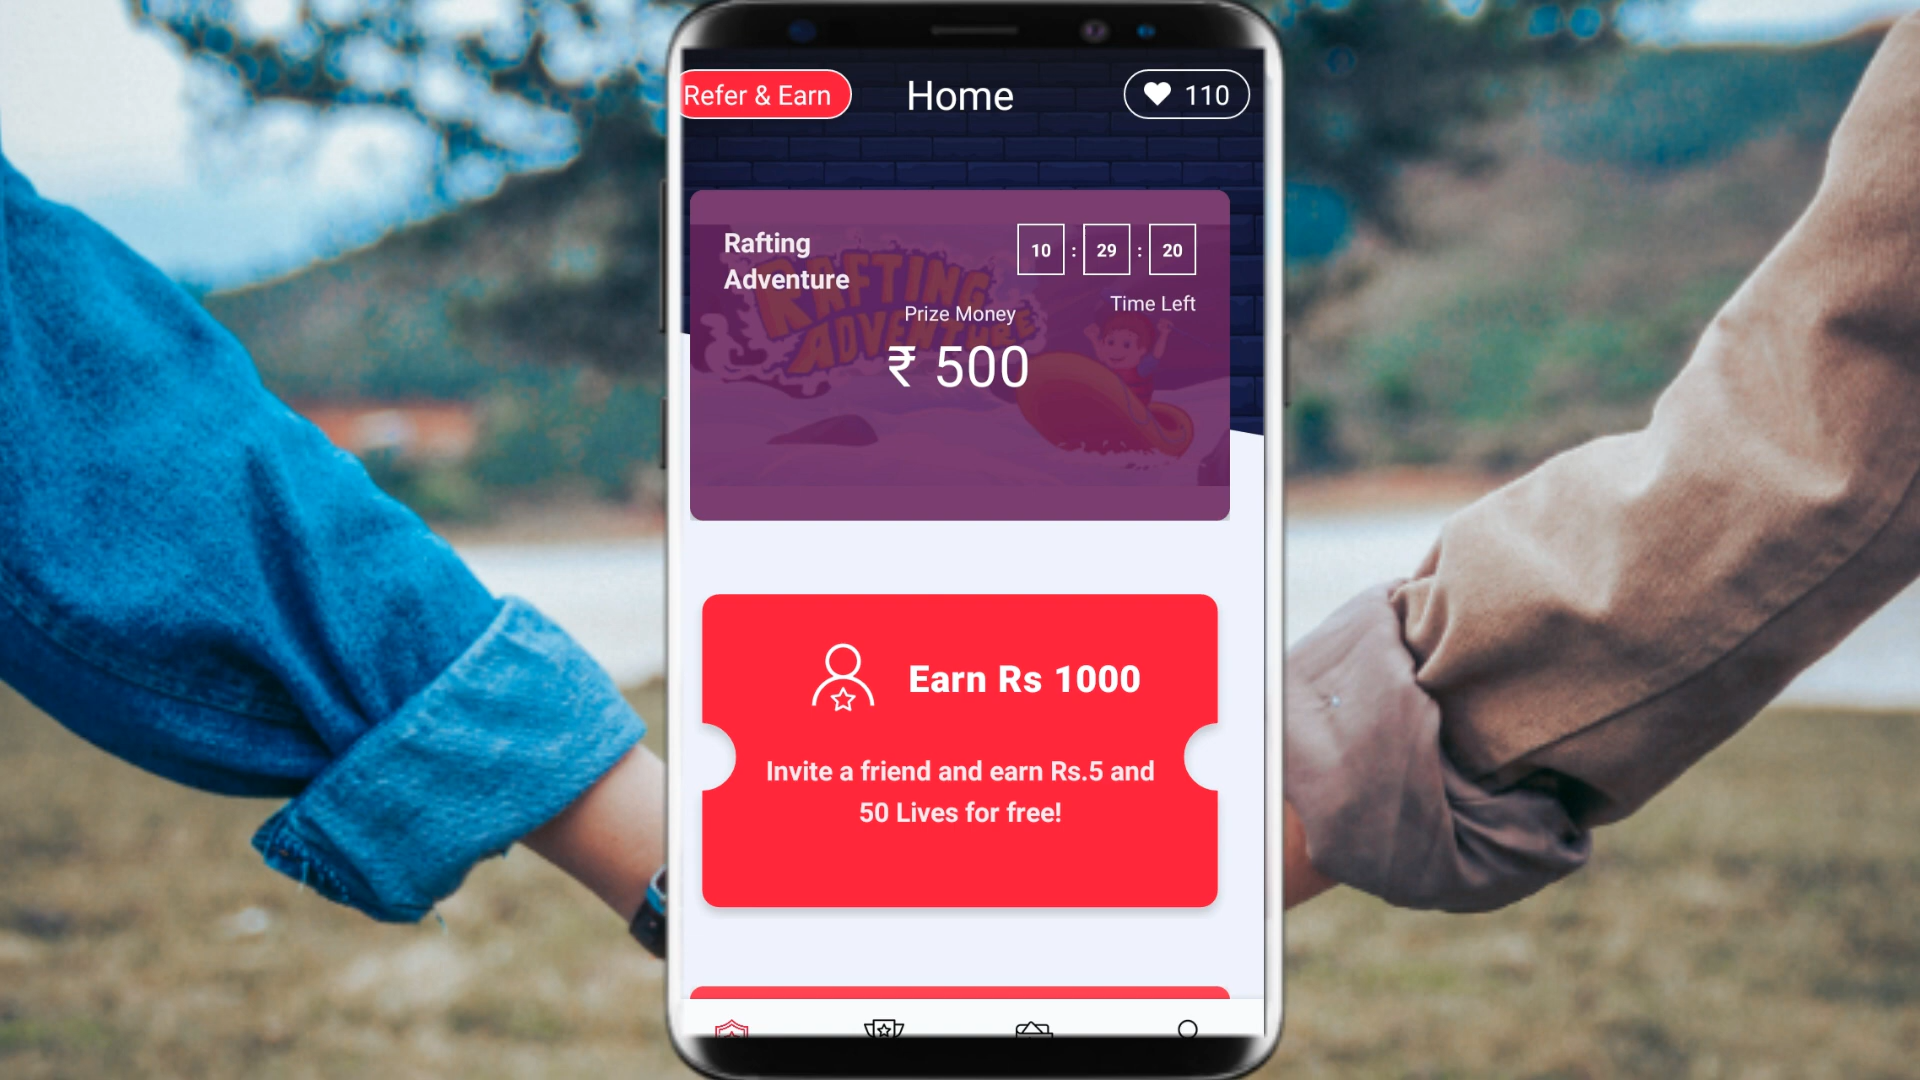 Refer & Earn
Home
110
Rafting
Adventure
10 : 29 : 20
Time Left
RAFTING
ADVENTURE
Prize Money
₹ 500
Earn Rs 1000
Invite a friend and earn Rs.5 and
50 Lives for free!